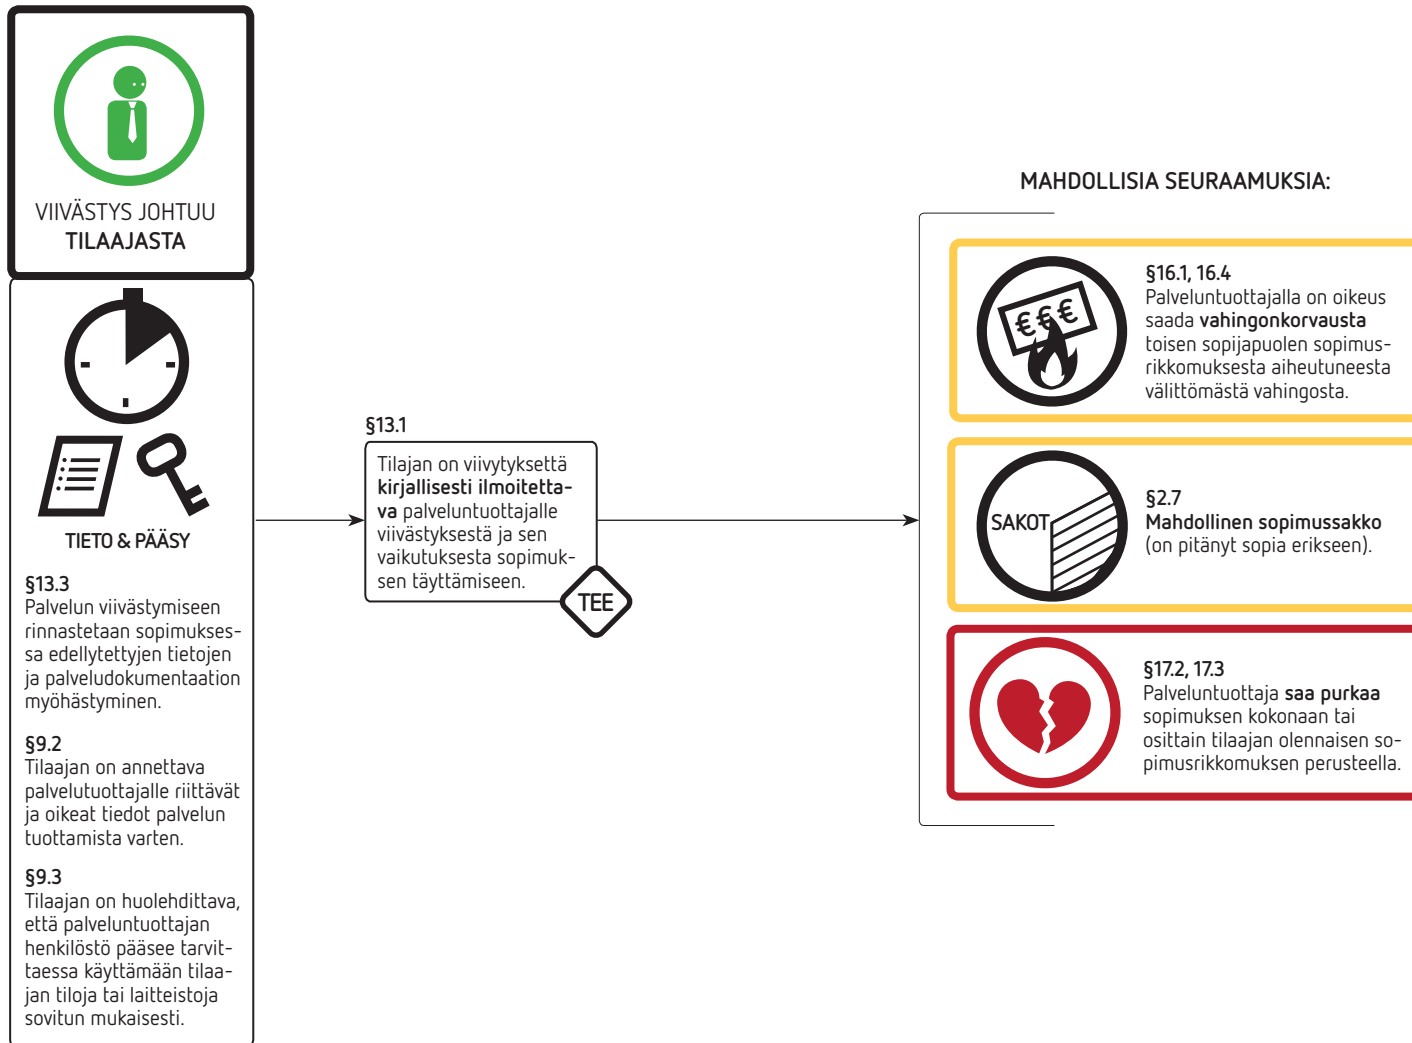 VIIVÄSTYS JOHTUU
TILAAJASTA
TIETO & PÄÄSY
§13.3
Palvelun viivästymiseen
rinnastetaan sopimukses-
sa edellytettyjen tietojen
ja palveludokumentaation
myöhästyminen.
§9.2
Tilaajan on annettava
palvelutuottajalle riittävät
ja oikeat tiedot palvelun
tuottamista varten.
§9.3
Tilaajan on huolehdittava,
että palveluntuottajan
henkilöstö pääsee tarvit-
taessa käyttämään tilaa-
jan tiloja tai laitteistoja
sovitun mukaisesti.
§13.1
Tilajan on viivytyksettä
kirjallisesti ilmoitetta-
va palveluntuottajalle
viivästyksestä ja sen
vaikutuksesta sopimuk-
sen täyttämiseen.
TEE
MAHDOLLISIA SEURAAMUKSIA:
€€€
§16.1, 16.4
Palveluntuottajalla on oikeus
saada vahingonkorvausta
toisen sopijapuolen sopimus-
rikkomuksesta aiheutuneesta
välittömästä vahingosta.
SAKOT
§2.7
Mahdollinen sopimussakko
(on pitänyt sopia erikseen).
§17.2, 17.3
Palveluntuottaja saa purkaa
sopimuksen kokonaan tai
osittain tilaajan olennaisen so-
pimusrikkomuksen perusteella.